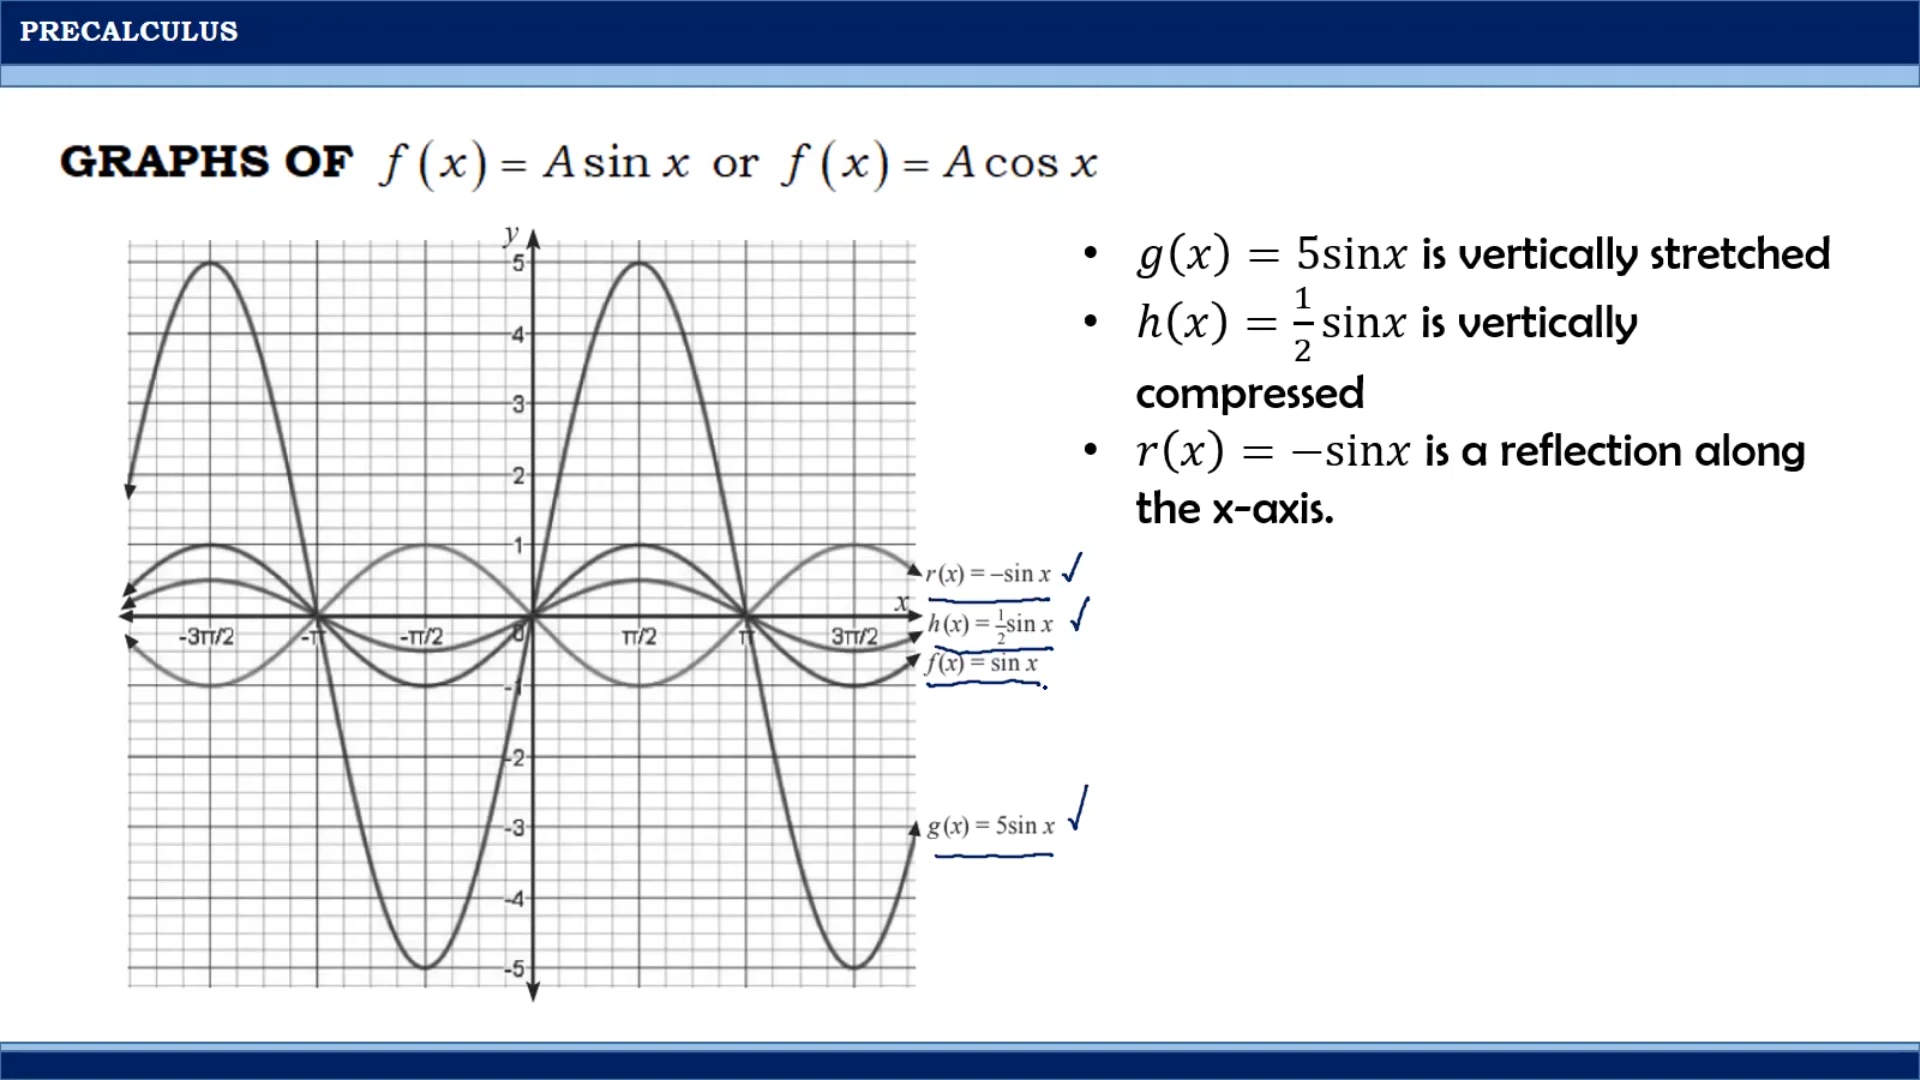 PRECALCULUS
GRAPHS OF f(x) = A sin x or f(x) = A cos x
• g(x) = 5sinx is vertically stretched
• h(x) = 1/2 sinx is vertically
compressed
• r(x) = −sinx is a reflection along
the x-axis.
y
5
4
3
2
1
r(x) = –sin x ✓
x
h(x) = 1/2 sin x ✓
-3π/2 -π -π/2 0 π/2 π 3π/2
f(x) = sin x
-1
-2
-3
g(x) = 5sin x ✓
-4
-5